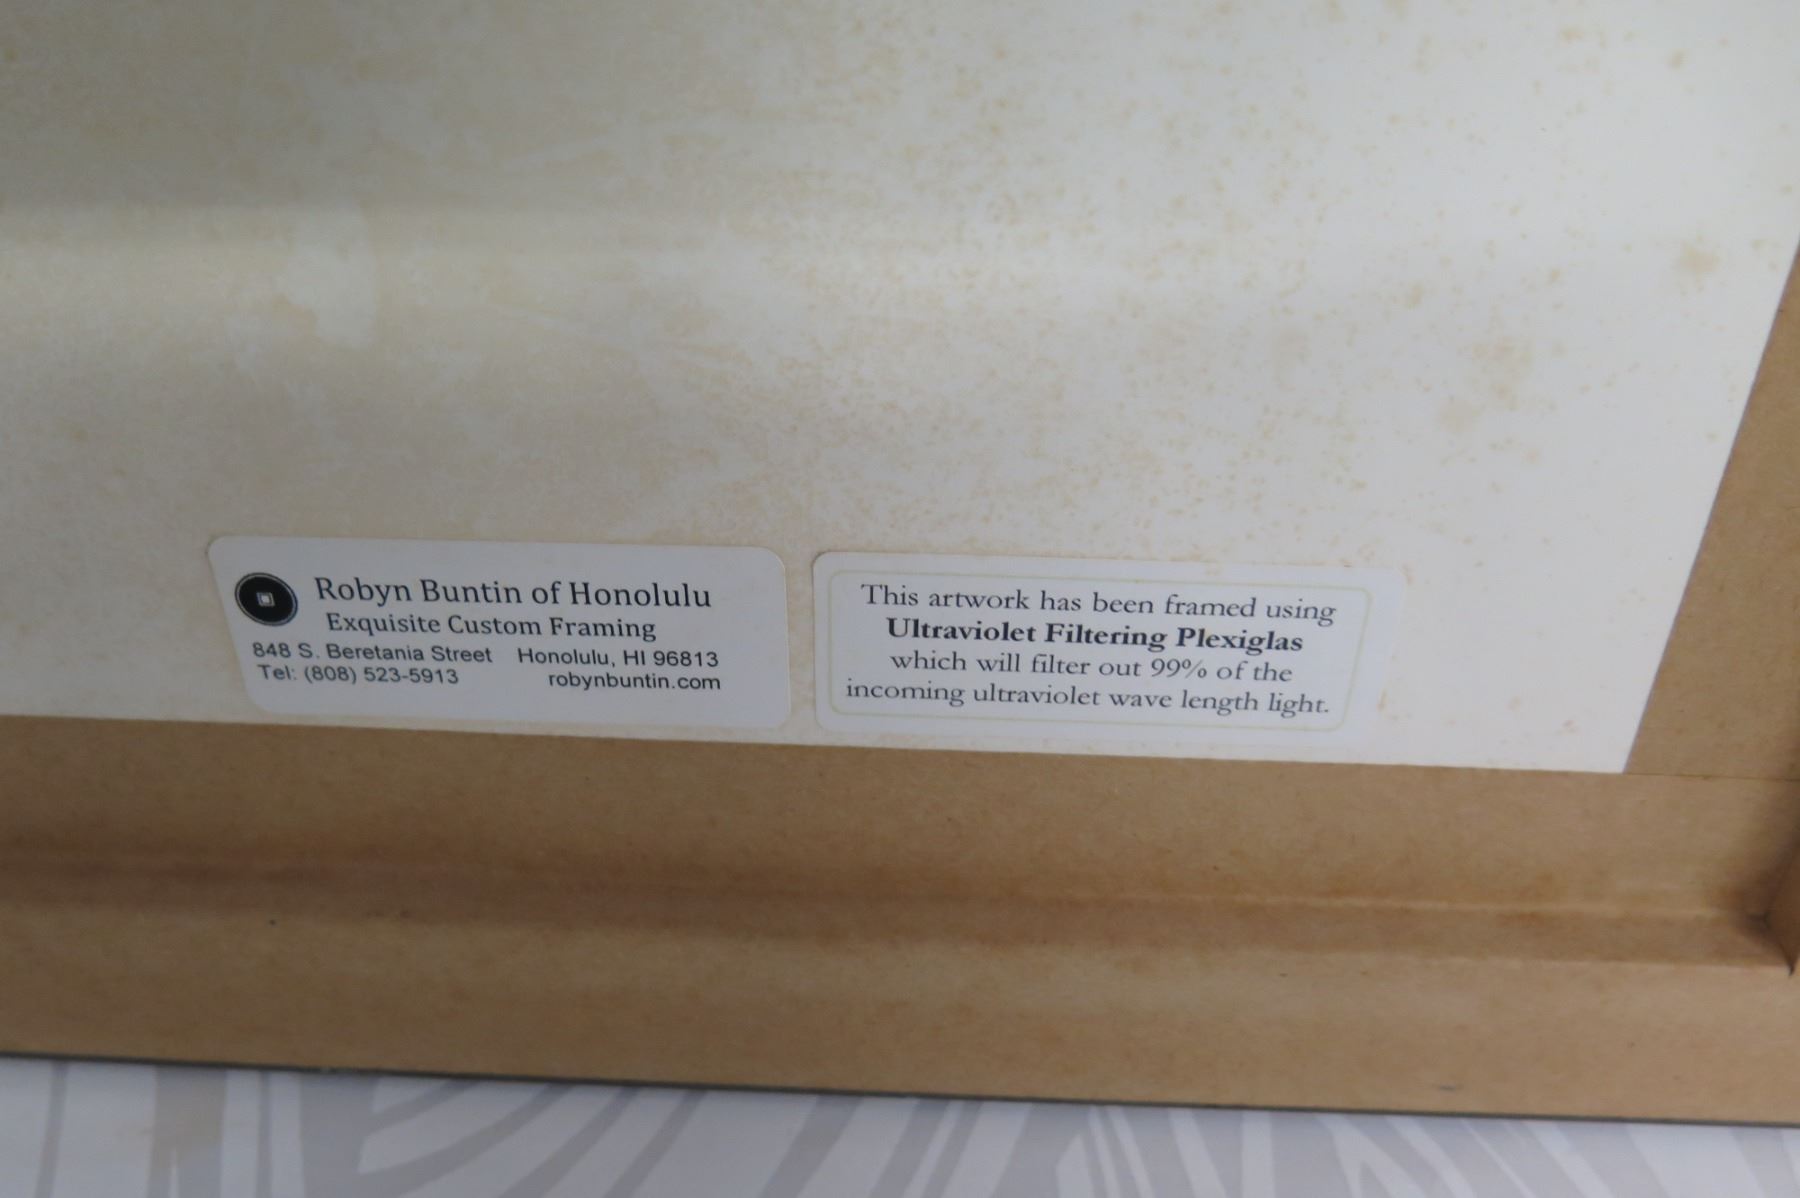 Robyn Buntin of Honolulu
Exquisite Custom Framing
848 S. Beretania Street Honolulu, HI 96813
Tel: (808) 523-5913 robynbuntin.com
This artwork has been framed using
Ultraviolet Filtering Plexiglas
which will filter out 99% of the
incoming ultraviolet wave length light.